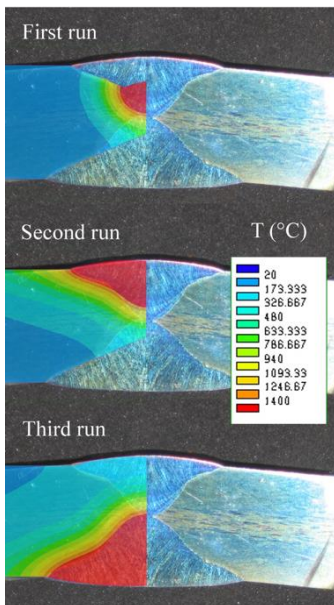 First run
Second run
T (°C)
20
173.333
326.667
480
633.333
786.667
940
1093.33
1246.67
1400
Third run